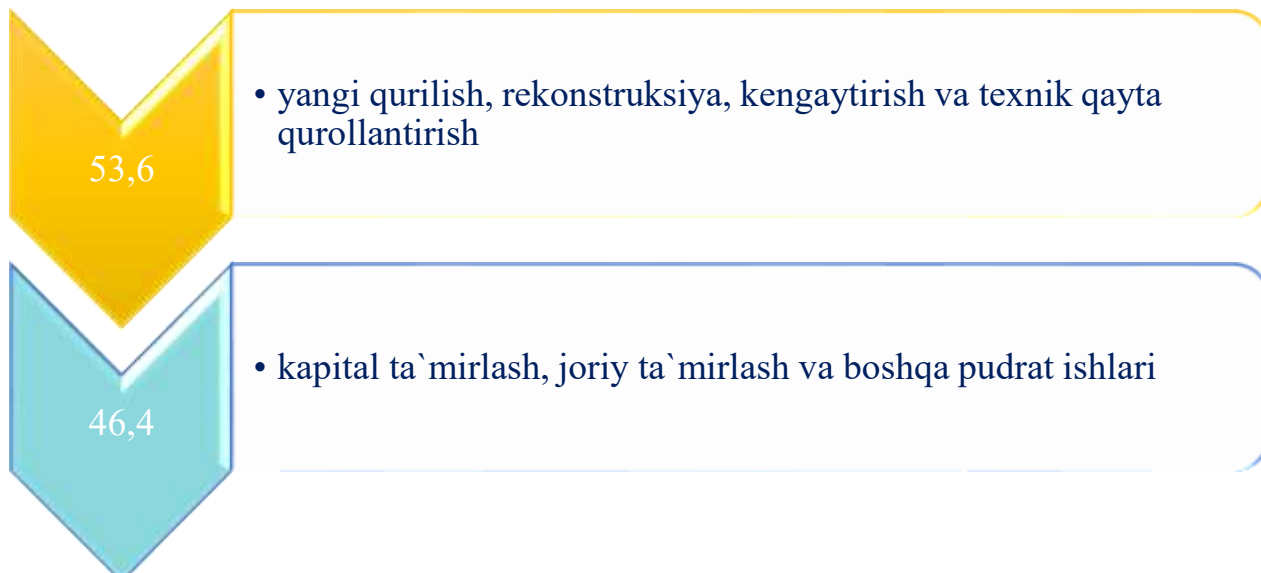 • yangi qurilish, rekonstruksiya, kengaytirish va texnik qayta
qurollantirish
53,6
• kapital ta`mirlash, joriy ta`mirlash va boshqa pudrat ishlari
46,4